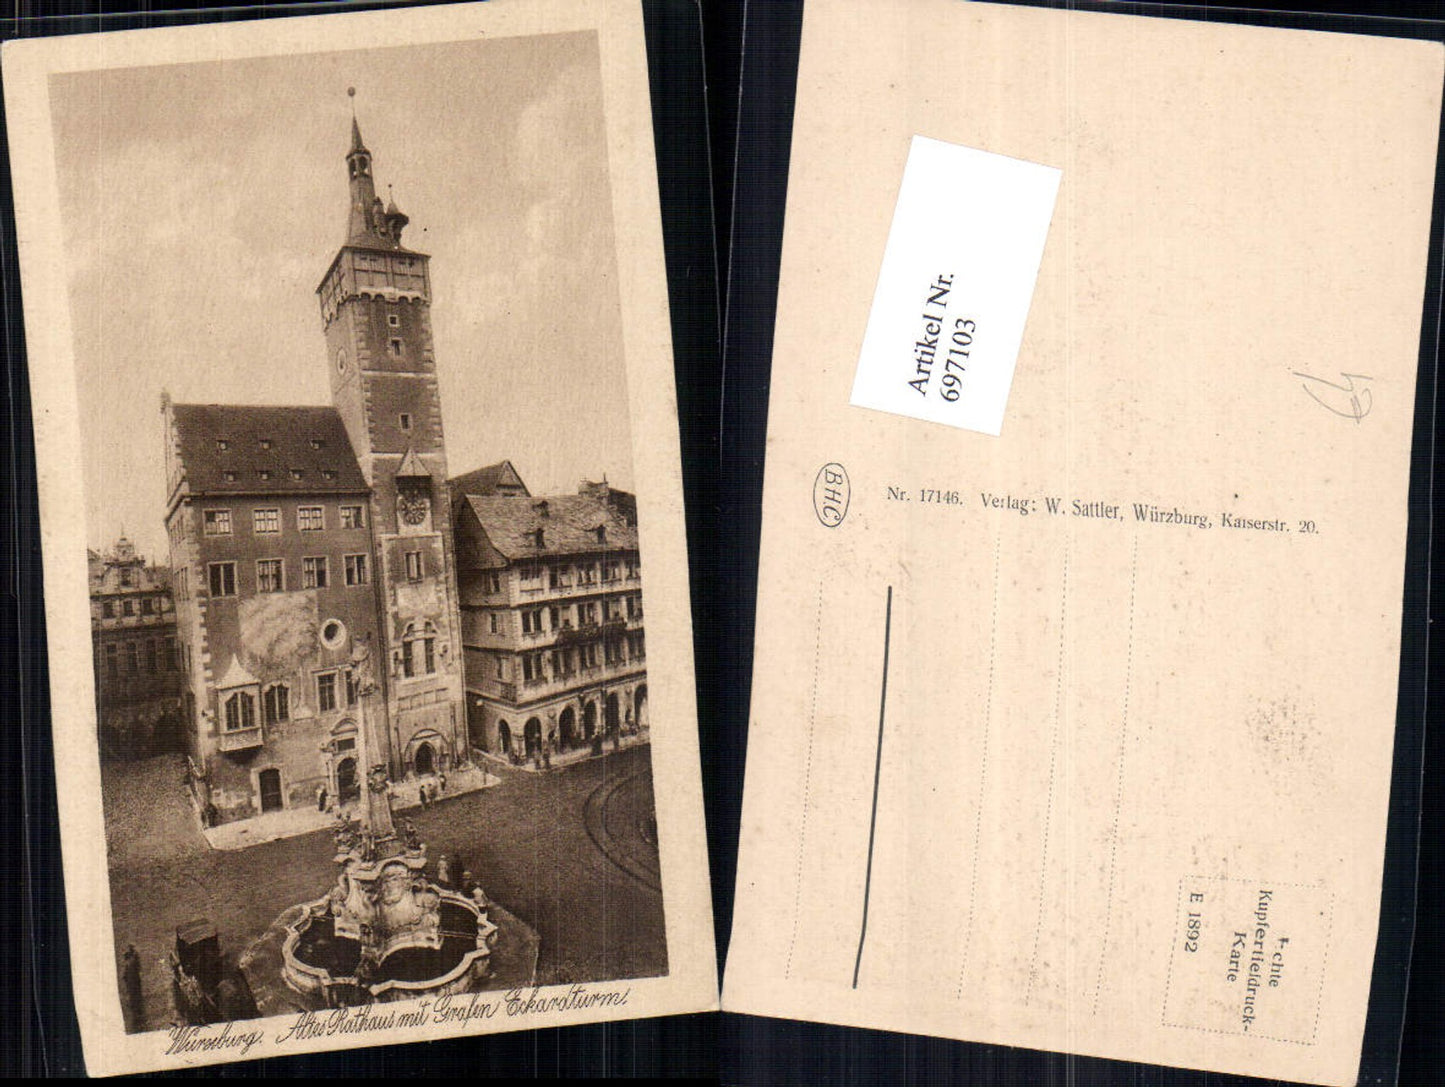 Würzburg. Altes Rathaus mit Grafen Eckardturm.
Artikel Nr.
697103
BHC
Nr. 17146. Verlag: W. Sattler, Würzburg, Kaiserstr. 20.
Echte
Kupfertiefdruck-
Karte
E 1892